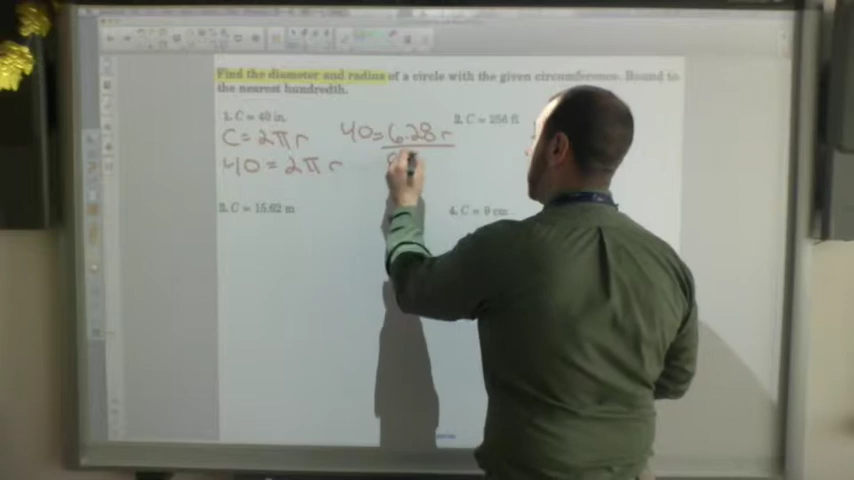 Find the diameter and radius of a circle with the given circumference. Round to
the nearest hundredth.
1. C = 40 in.
C = 2πr
40 = 2πr
40 = 6.28r
2. C = 256 ft
3. C = 15.62 m
4. C = 9 cm